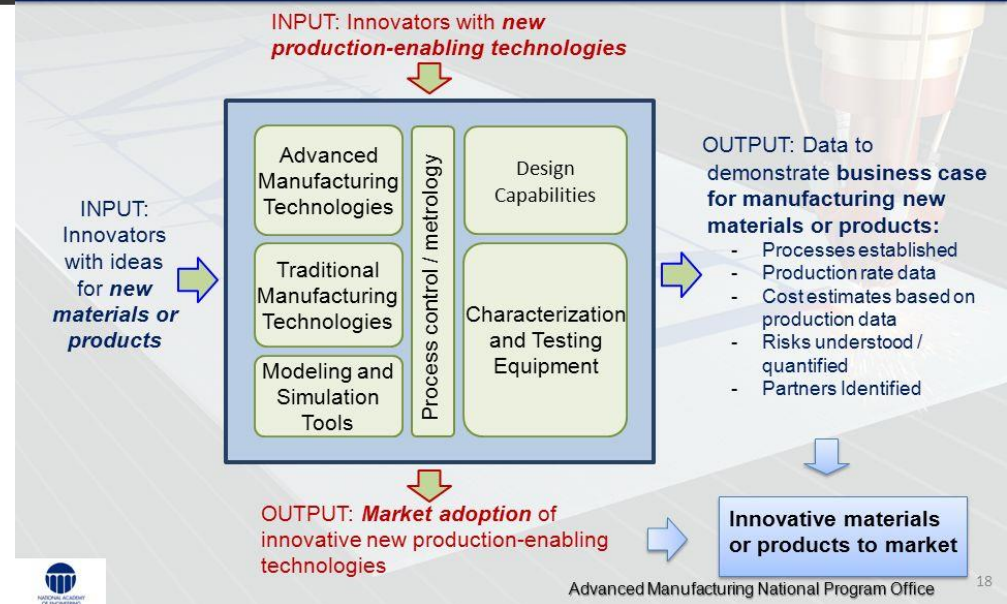 INPUT: Innovators with new
production-enabling technologies
INPUT:
Innovators
with ideas
for new
materials or
products
Advanced
Manufacturing
Technologies
Traditional
Manufacturing
Technologies
Modeling and
Simulation
Tools
Process control / metrology
Design
Capabilities
Characterization
and Testing
Equipment
OUTPUT: Data to
demonstrate business case
for manufacturing new
materials or products:
- Processes established
- Production rate data
- Cost estimates based on
production data
- Risks understood /
quantified
- Partners Identified
OUTPUT: Market adoption of
innovative new production-enabling
technologies
Innovative materials
or products to market
NATIONAL ACADEMY
OF ENGINEERING
Advanced Manufacturing National Program Office
18